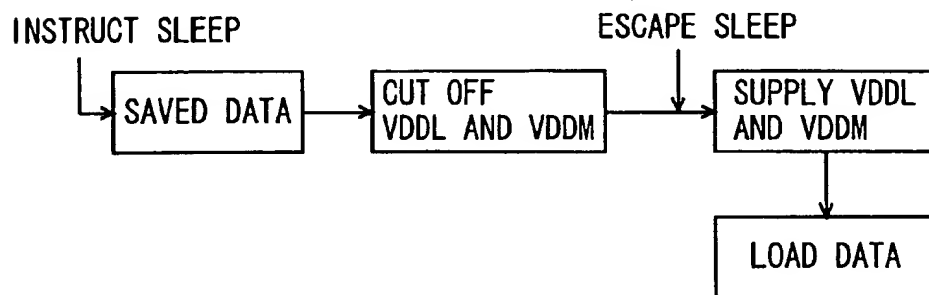 INSTRUCT SLEEP
ESCAPE SLEEP
SAVED DATA
CUT OFF
VDDL AND VDDM
SUPPLY VDDL
AND VDDM
LOAD DATA